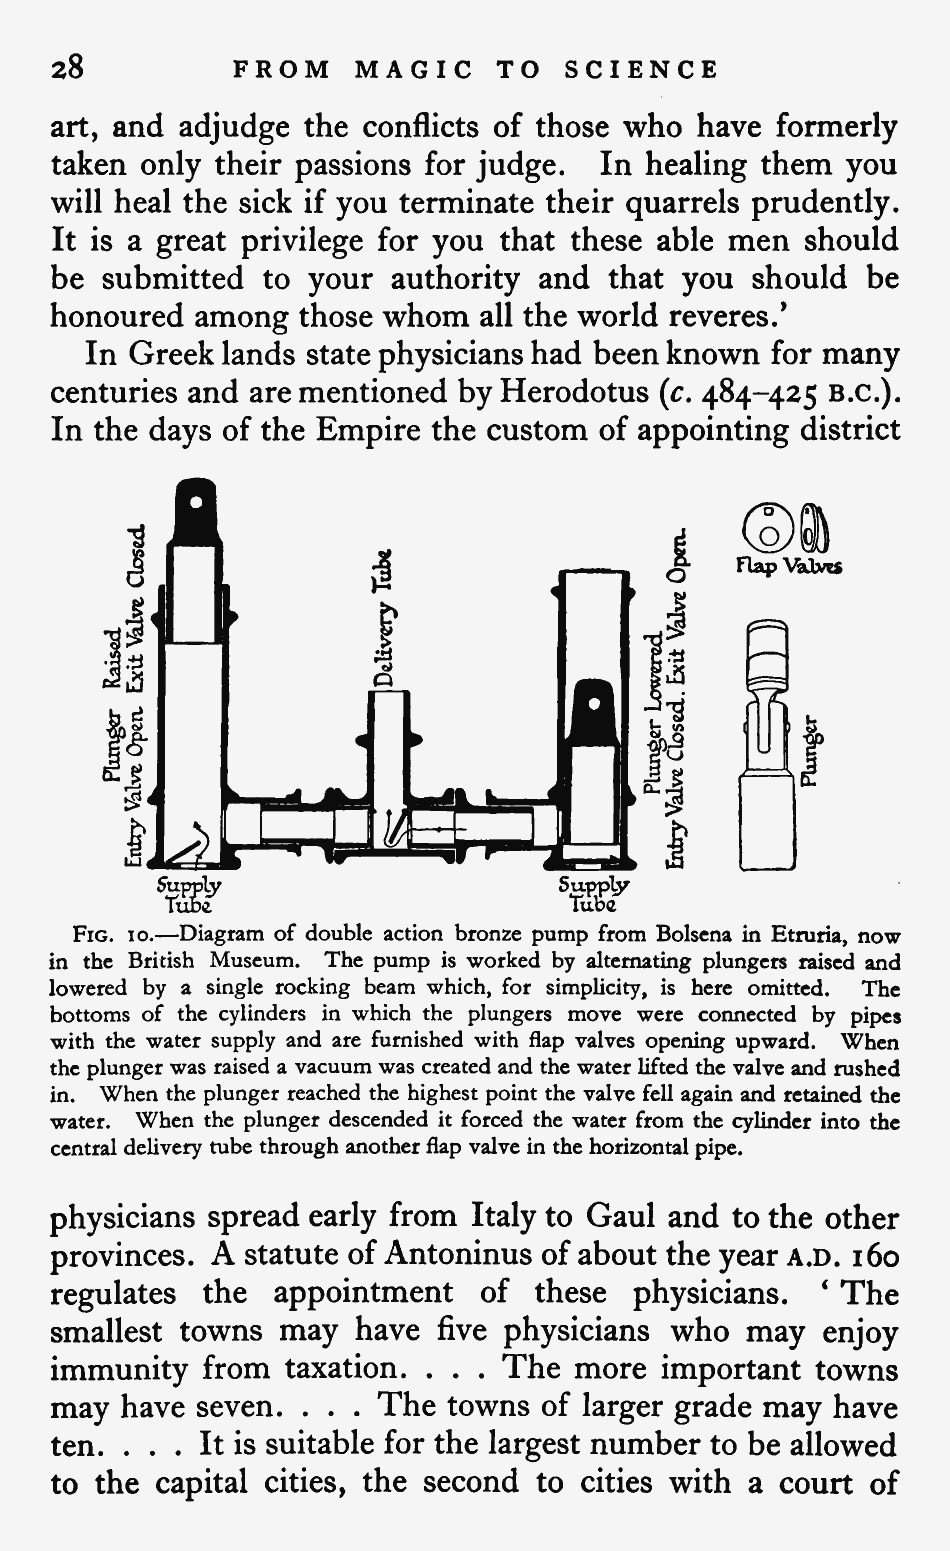 28 FROM MAGIC TO SCIENCE
art, and adjudge the conflicts of those who have formerly
taken only their passions for judge. In healing them you
will heal the sick if you terminate their quarrels prudently.
It is a great privilege for you that these able men should
be submitted to your authority and that you should be
honoured among those whom all the world reveres.’
In Greek lands state physicians had been known for many
centuries and are mentioned by Herodotus (c. 484–425 B.C.).
In the days of the Empire the custom of appointing district
Plunger Raised
Entry Valve Open Exit Valve Closed.
Delivery Tube
Plunger Lowered
Entry Valve Closed. Exit Valve Open.
Flap Valves
Plunger
Supply
Tube
Supply
Tube
FIG. 10.—Diagram of double action bronze pump from Bolsena in Etruria, now
in the British Museum. The pump is worked by alternating plungers raised and
lowered by a single rocking beam which, for simplicity, is here omitted. The
bottoms of the cylinders in which the plungers move were connected by pipes
with the water supply and are furnished with flap valves opening upward. When
the plunger was raised a vacuum was created and the water lifted the valve and rushed
in. When the plunger reached the highest point the valve fell again and retained the
water. When the plunger descended it forced the water from the cylinder into the
central delivery tube through another flap valve in the horizontal pipe.
physicians spread early from Italy to Gaul and to the other
provinces. A statute of Antoninus of about the year A.D. 160
regulates the appointment of these physicians. ‘ The
smallest towns may have five physicians who may enjoy
immunity from taxation. . . . The more important towns
may have seven. . . . The towns of larger grade may have
ten. . . . It is suitable for the largest number to be allowed
to the capital cities, the second to cities with a court of